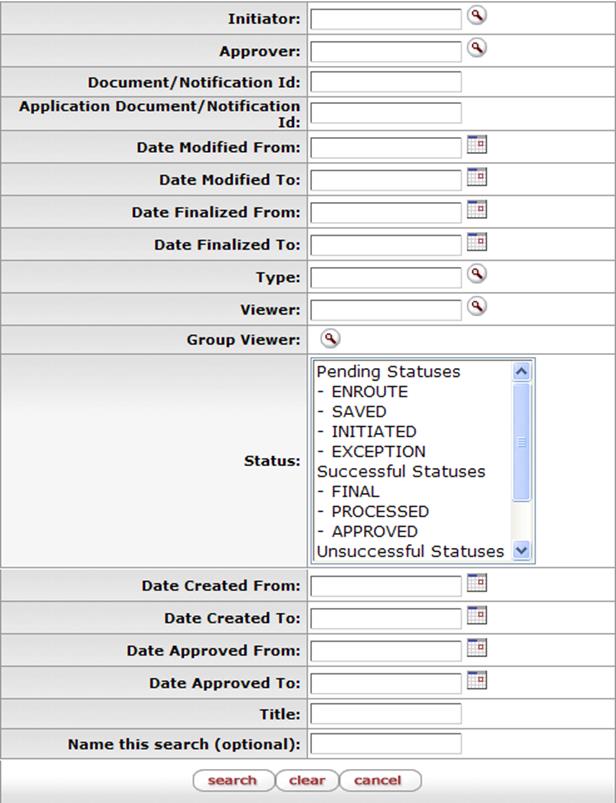 Initiator:
Approver:
Document/Notification Id:
Application Document/Notification
Id:
Date Modified From:
Date Modified To:
Date Finalized From:
Date Finalized To:
Type:
Viewer:
Group Viewer:
Status:
Pending Statuses
- ENROUTE
- SAVED
- INITIATED
- EXCEPTION
Successful Statuses
- FINAL
- PROCESSED
- APPROVED
Unsuccessful Statuses
Date Created From:
Date Created To:
Date Approved From:
Date Approved To:
Title:
Name this search (optional):
search clear cancel